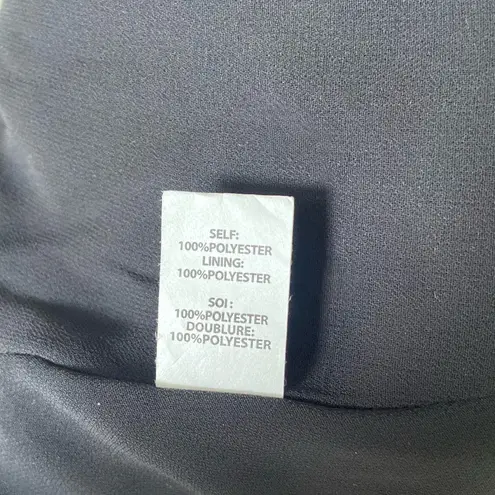 SELF:
100%POLYESTER
LINING:
100%POLYESTER
SOI :
100%POLYESTER
DOUBLURE:
100%POLYESTER